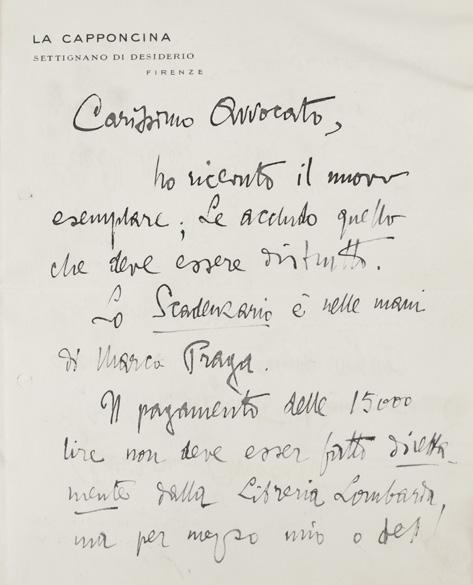 LA CAPPONCINA
SETTIGNANO DI DESIDERIO
FIRENZE
Carissimo Avvocato,
ho ricevuto il nuovo
esemplare; Le accludo quello
che deve essere distrutto.
Lo Scadenzario è nelle mani
di Marco Praga.
Il pagamento delle 15000
lire non deve esser fatto diretta-
mente dalla Libreria Lombarda,
ma per mezzo mio o del